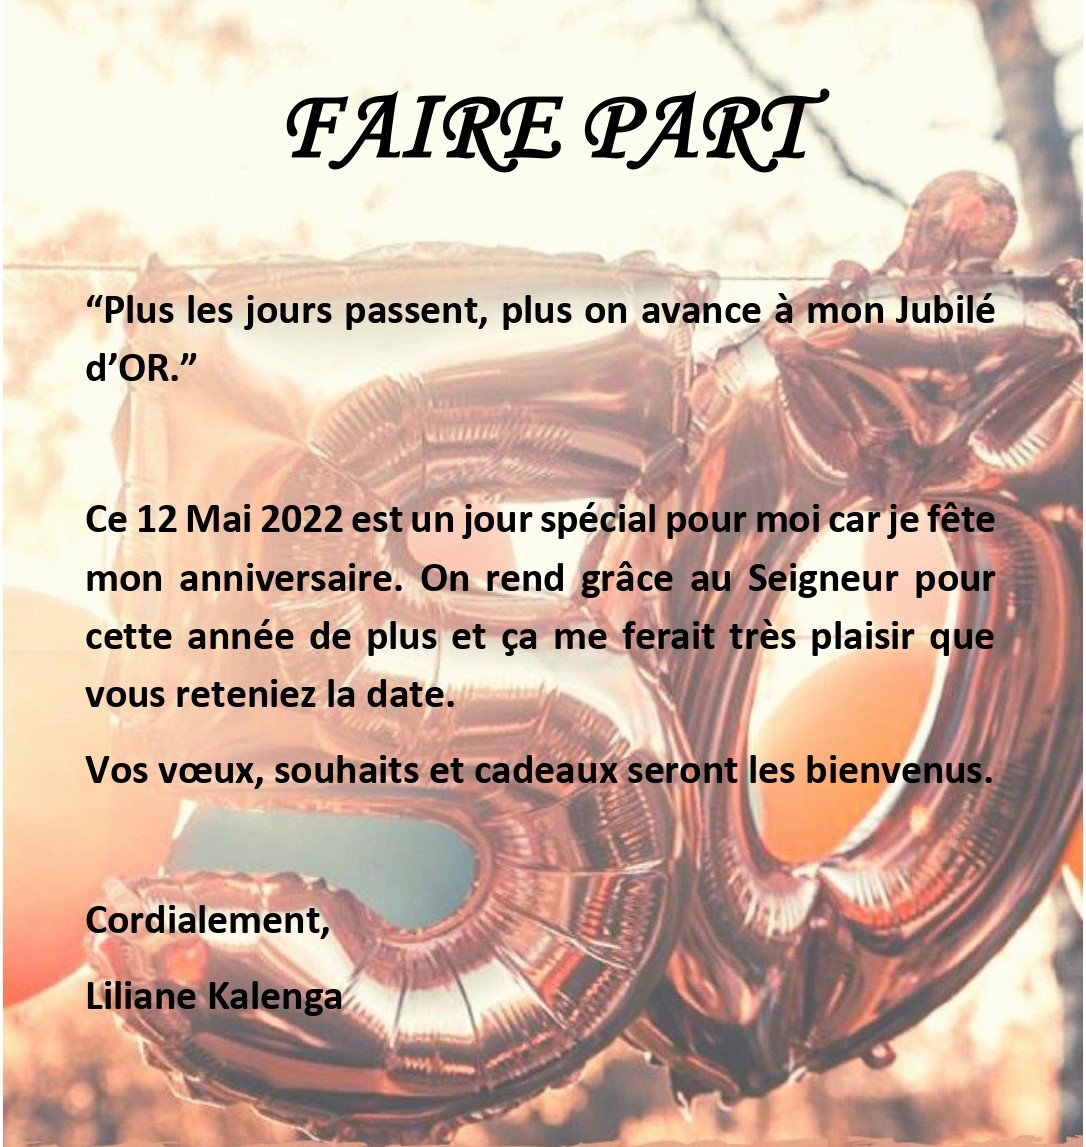 FAIRE PART
“Plus les jours passent, plus on avance à mon Jubilé
d’OR.”
Ce 12 Mai 2022 est un jour spécial pour moi car je fête
mon anniversaire. On rend grâce au Seigneur pour
cette année de plus et ça me ferait très plaisir que
vous reteniez la date.
Vos vœux, souhaits et cadeaux seront les bienvenus.
Cordialement,
Liliane Kalenga